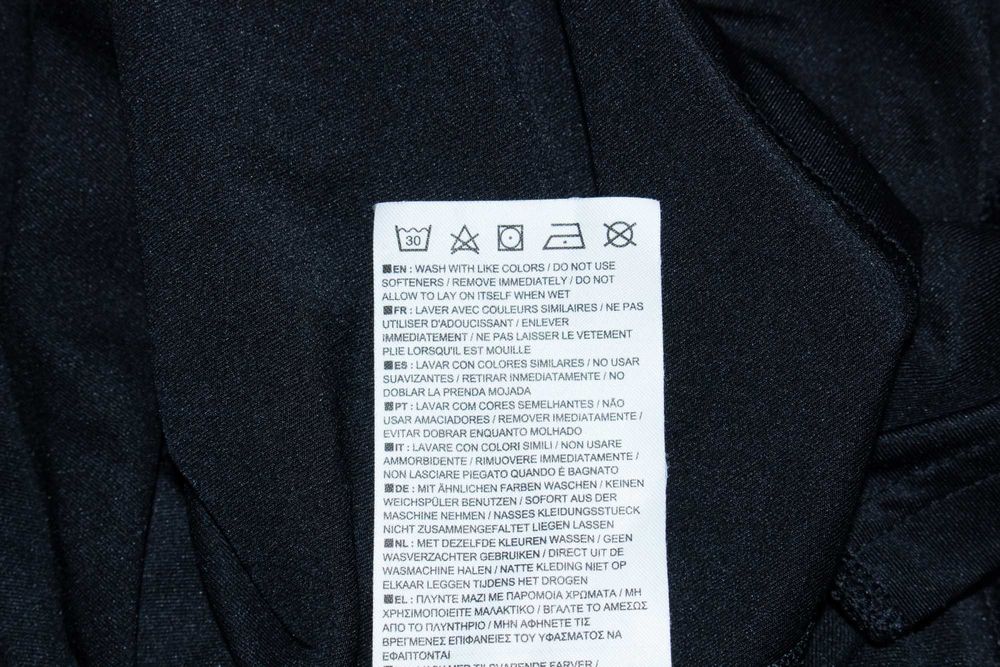 30
EN : WASH WITH LIKE COLORS / DO NOT USE
SOFTENERS / REMOVE IMMEDIATELY / DO NOT
ALLOW TO LAY ON ITSELF WHEN WET
FR : LAVER AVEC COULEURS SIMILAIRES / NE PAS
UTILISER D'ADOUCISSANT / ENLEVER
IMMEDIATEMENT / NE PAS LAISSER LE VETEMENT
PLIE LORSQU'IL EST MOUILLE
ES : LAVAR CON COLORES SIMILARES / NO USAR
SUAVIZANTES / RETIRAR INMEDIATAMENTE / NO
DOBLAR LA PRENDA MOJADA
PT : LAVAR COM CORES SEMELHANTES / NÃO
USAR AMACIADORES / REMOVER IMEDIATAMENTE /
EVITAR DOBRAR ENQUANTO MOLHADO
IT : LAVARE CON COLORI SIMILI / NON USARE
AMMORBIDENTE / RIMUOVERE IMMEDIATAMENTE /
NON LASCIARE PIEGATO QUANDO É BAGNATO
DE : MIT ÄHNLICHEN FARBEN WASCHEN / KEINEN
WEICHSPÜLER BENUTZEN / SOFORT AUS DER
MASCHINE NEHMEN / NASSES KLEIDUNGSSTUECK
NICHT ZUSAMMENGEFALTET LIEGEN LASSEN
NL : MET DEZELFDE KLEUREN WASSEN / GEEN
WASVERZACHTER GEBRUIKEN / DIRECT UIT DE
WASMACHINE HALEN / NATTE KLEDING NIET OP
ELKAAR LEGGEN TIJDENS HET DROGEN
EL : ΠΛΥΝΤΕ ΜΑΖΙ ΜΕ ΠΑΡΟΜΟΙΑ ΧΡΩΜΑΤΑ / ΜΗ
ΧΡΗΣΙΜΟΠΟΙΕΙΤΕ ΜΑΛΑΚΤΙΚΟ / ΒΓΑΛΤΕ ΤΟ ΑΜΕΣΩΣ
ΑΠΟ ΤΟ ΠΛΥΝΤΗΡΙΟ / ΜΗΝ ΑΦΗΝΕΤΕ ΤΙΣ
ΒΡΕΓΜΕΝΕΣ ΕΠΙΦΑΝΕΙΕΣ ΤΟΥ ΥΦΑΣΜΑΤΟΣ ΝΑ
ΕΦΑΠΤΟΝΤΑΙ
MED TILSVARENDE FARVER /